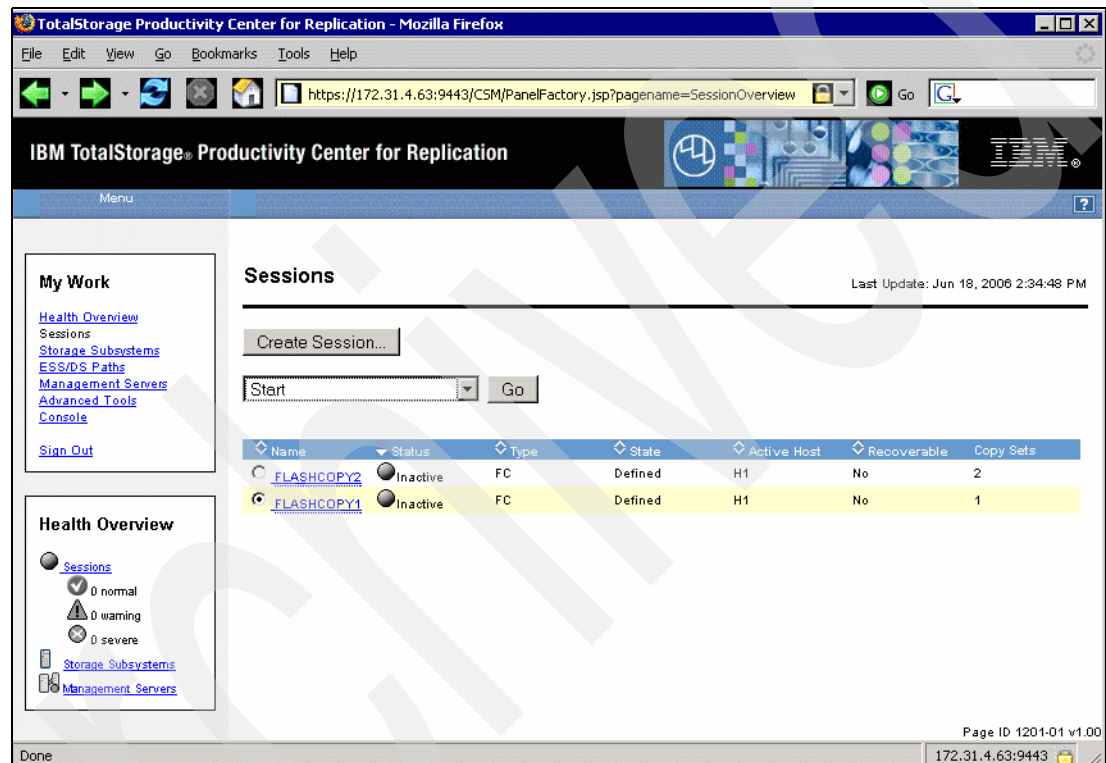 TotalStorage Productivity Center for Replication - Mozilla Firefox
File Edit View Go Bookmarks Tools Help
https://172.31.4.63:9443/CSM/PanelFactory.jsp?pagename=SessionOverview Go G
IBM TotalStorage® Productivity Center for Replication IBM®
Menu ?
My Work
Health Overview
Sessions
Storage Subsystems
ESS/DS Paths
Management Servers
Advanced Tools
Console
Sign Out
Health Overview
Sessions
0 normal
0 warning
0 severe
Storage Subsystems
Management Servers
Sessions
Last Update: Jun 18, 2006 2:34:48 PM
Create Session...
Start Go
Name Status Type State Active Host Recoverable Copy Sets
FLASHCOPY2 Inactive FC Defined H1 No 2
FLASHCOPY1 Inactive FC Defined H1 No 1
Page ID 1201-01 v1.00
Done 172.31.4.63:9443